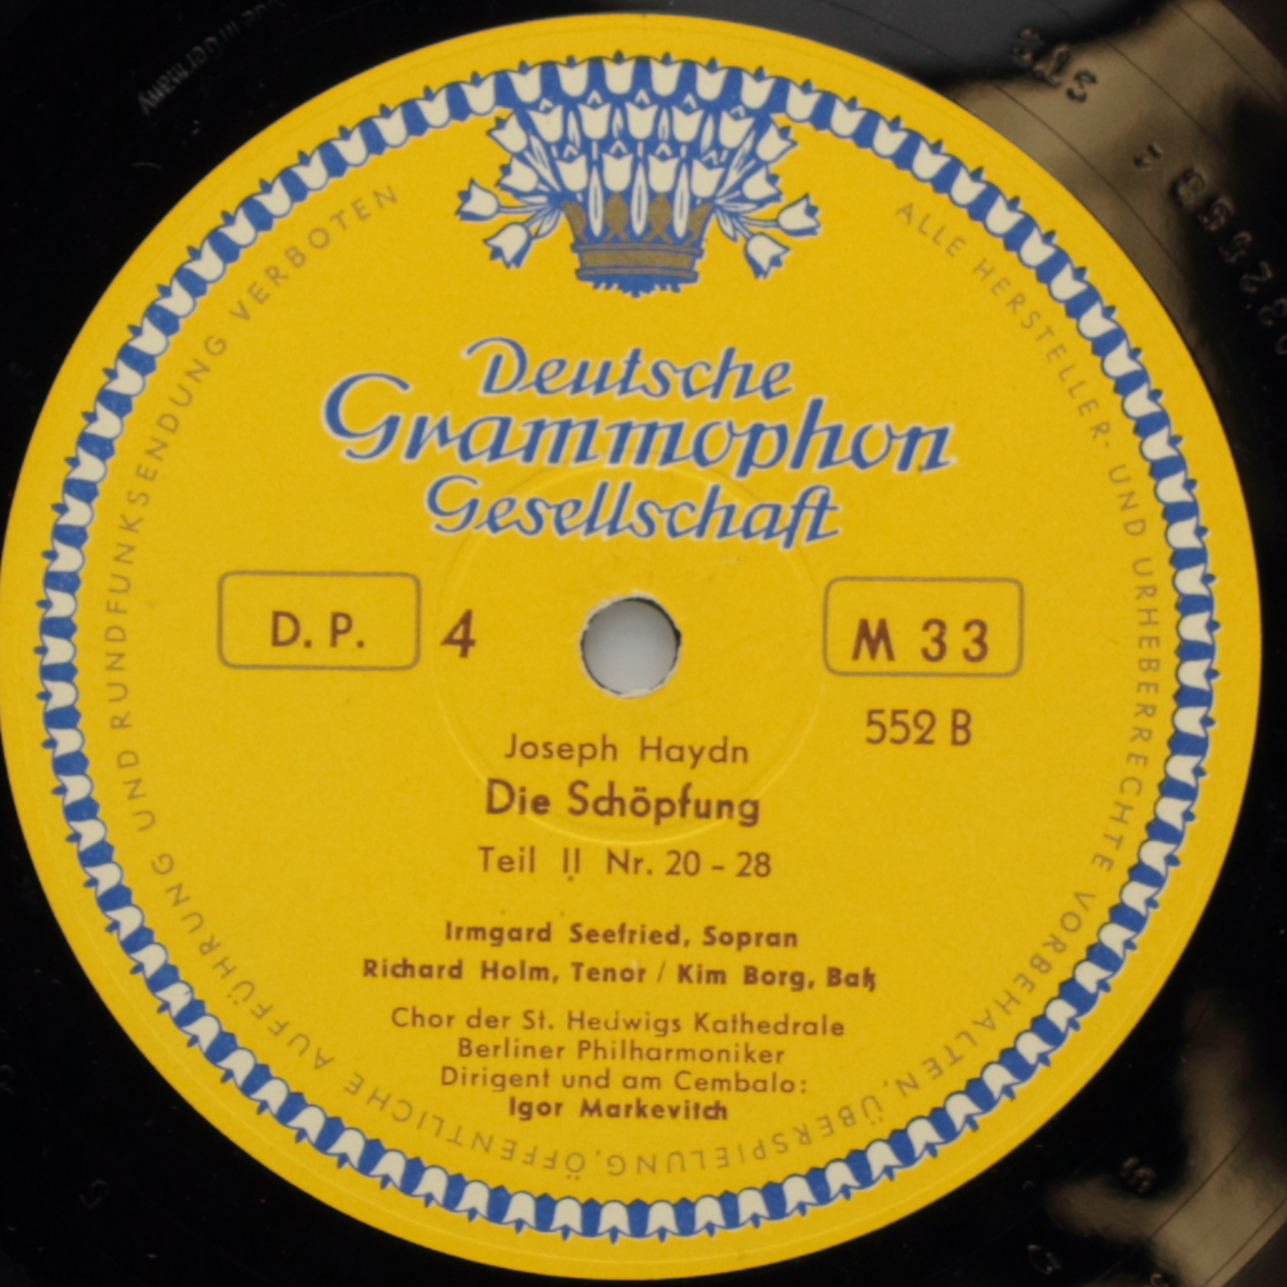 Deutsche
Grammophon
Gesellschaft
D. P. 4
M 33
552 B
Joseph Haydn
Die Schöpfung
Teil II Nr. 20 - 28
Irmgard Seefried, Sopran
Richard Holm, Tenor / Kim Borg, Baß
Chor der St. Hedwigs Kathedrale
Berliner Philharmoniker
Dirigent und am Cembalo:
Igor Markevitch
ALLE HERSTELLER- UND URHEBERRECHTE VORBEHALTEN, ÜBERSPIELUNG, ÖFFENTLICHE AUFFÜHRUNG UND RUNDFUNKSENDUNG VERBOTEN